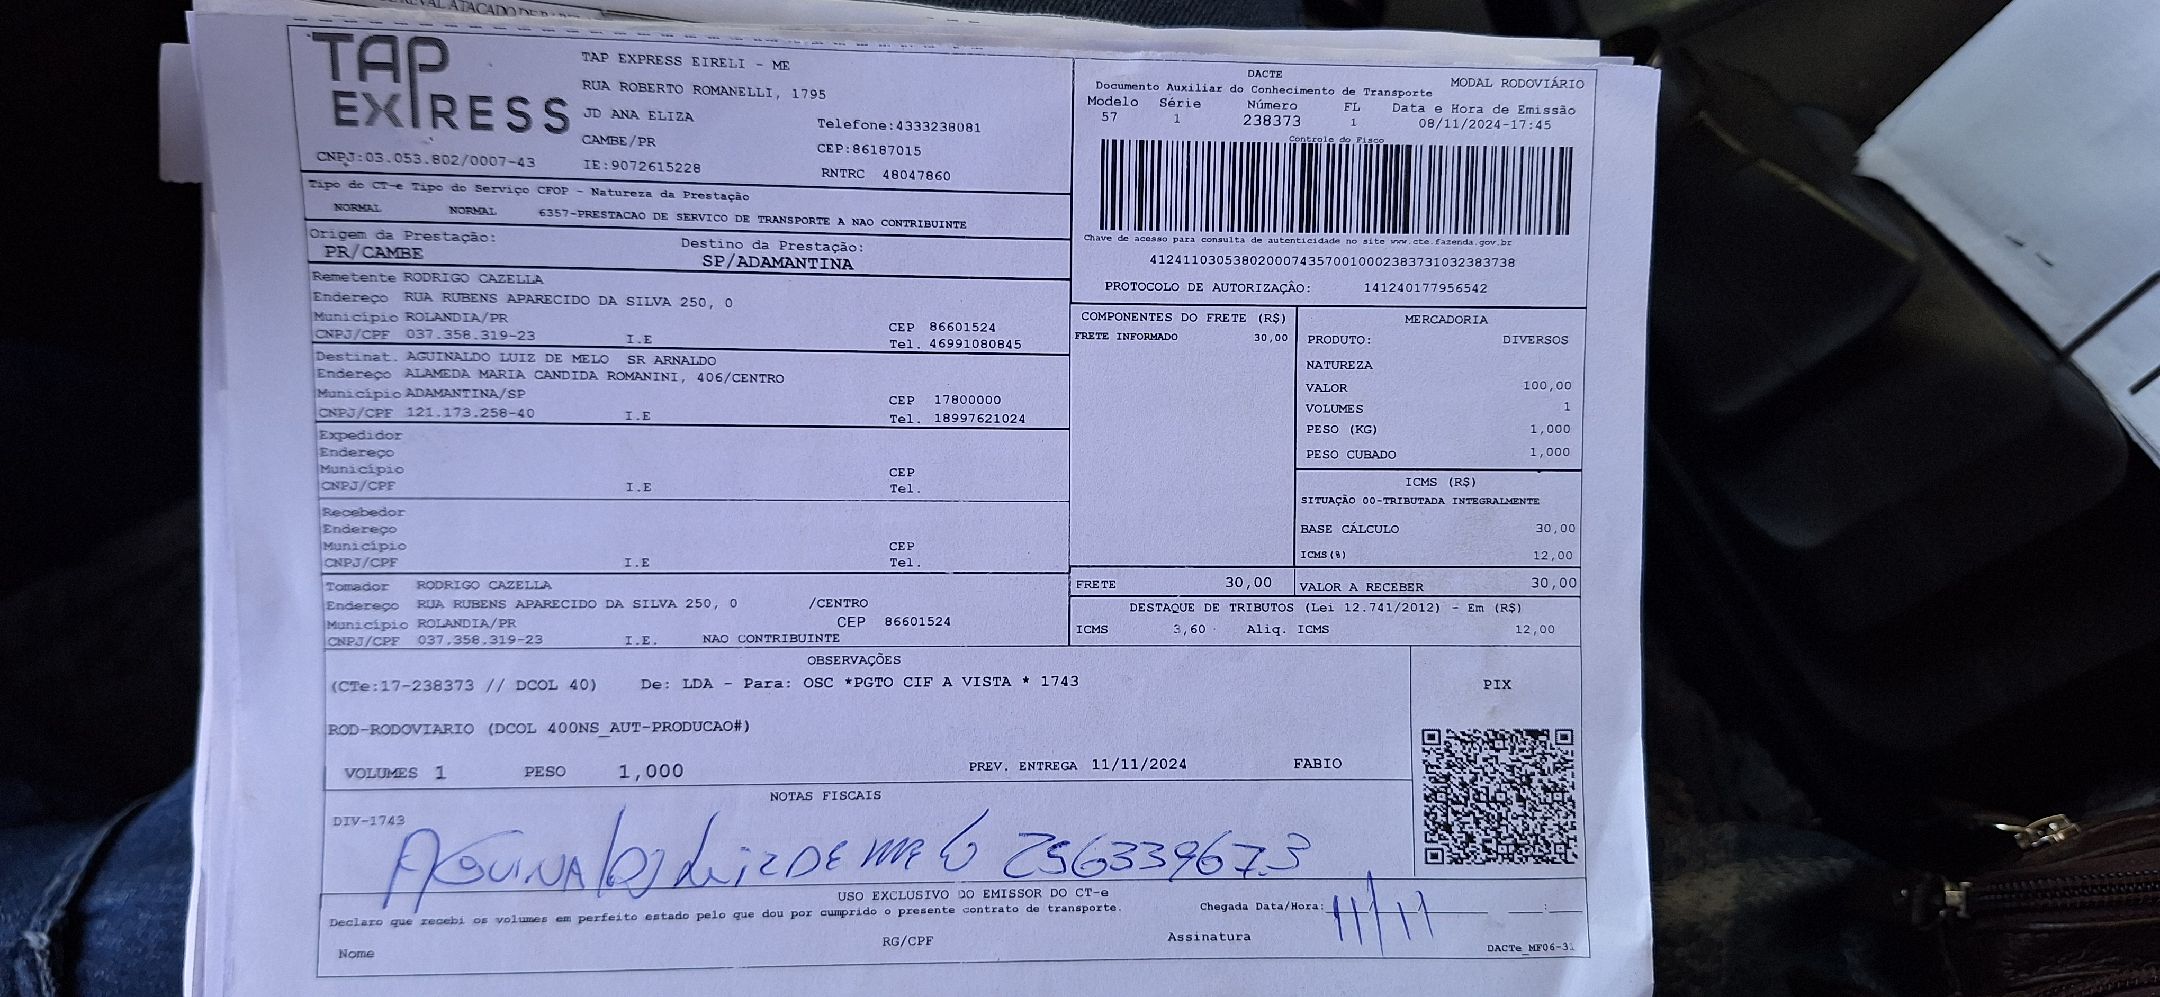 TAP
EXPRESS
CNPJ:03.053.802/0007-43
TAP EXPRESS EIRELI - ME
RUA ROBERTO ROMANELLI, 1795
JD ANA ELIZA
CAMBE/PR
IE:9072615228
Telefone:4333238081
CEP:86187015
RNTRC 48047860
DACTE
Documento Auxiliar do Conhecimento de Transporte
MODAL RODOVIÁRIO
Modelo Série Número FL Data e Hora de Emissão
57 1 238373 1 08/11/2024-17:45
Controle do Fisco
Chave de acesso para consulta de autenticidade no site www.cte.fazenda.gov.br
41241103053802000743570010002383731032383738
PROTOCOLO DE AUTORIZAÇÃO: 141240177956542
Tipo do CT-e Tipo do Serviço CFOP - Natureza da Prestação
NORMAL NORMAL 6357-PRESTACAO DE SERVICO DE TRANSPORTE A NAO CONTRIBUINTE
Origem da Prestação: Destino da Prestação:
PR/CAMBE SP/ADAMANTINA
Remetente RODRIGO CAZELLA
Endereço RUA RUBENS APARECIDO DA SILVA 250, 0
Município ROLANDIA/PR CEP 86601524
CNPJ/CPF 037.358.319-23 I.E Tel. 46991080845
Destinat. AGUINALDO LUIZ DE MELO SR ARNALDO
Endereço ALAMEDA MARIA CANDIDA ROMANINI, 406/CENTRO
Município ADAMANTINA/SP CEP 17800000
CNPJ/CPF 121.173.258-40 I.E Tel. 18997621024
Expedidor
Endereço
Município CEP
CNPJ/CPF I.E Tel.
Recebedor
Endereço
Município CEP
CNPJ/CPF I.E Tel.
Tomador RODRIGO CAZELLA
Endereço RUA RUBENS APARECIDO DA SILVA 250, 0 /CENTRO
Município ROLANDIA/PR CEP 86601524
CNPJ/CPF 037.358.319-23 I.E. NAO CONTRIBUINTE
COMPONENTES DO FRETE (R$)
FRETE INFORMADO 30,00
MERCADORIA
PRODUTO: DIVERSOS
NATUREZA
VALOR 100,00
VOLUMES 1
PESO (KG) 1,000
PESO CUBADO 1,000
ICMS (R$)
SITUAÇÃO 00-TRIBUTADA INTEGRALMENTE
BASE CÁLCULO 30,00
ICMS(%) 12,00
FRETE 30,00 VALOR A RECEBER 30,00
DESTAQUE DE TRIBUTOS (Lei 12.741/2012) - Em (R$)
ICMS 3,60 Aliq. ICMS 12,00
OBSERVAÇÕES
(CTe:17-238373 // DCOL 40) De: LDA - Para: OSC *PGTO CIF A VISTA * 1743
ROD-RODOVIARIO (DCOL 400NS_AUT-PRODUCAO#)
VOLUMES 1 PESO 1,000 PREV. ENTREGA 11/11/2024 FABIO
PIX
NOTAS FISCAIS
DIV-1743
AGUINALDO Luiz DE MELO 256339673
USO EXCLUSIVO DO EMISSOR DO CT-e
Declaro que recebi os volumes em perfeito estado pelo que dou por cumprido o presente contrato de transporte.
Chegada Data/Hora: 11/11
Nome RG/CPF Assinatura
DACTe_MF06-31